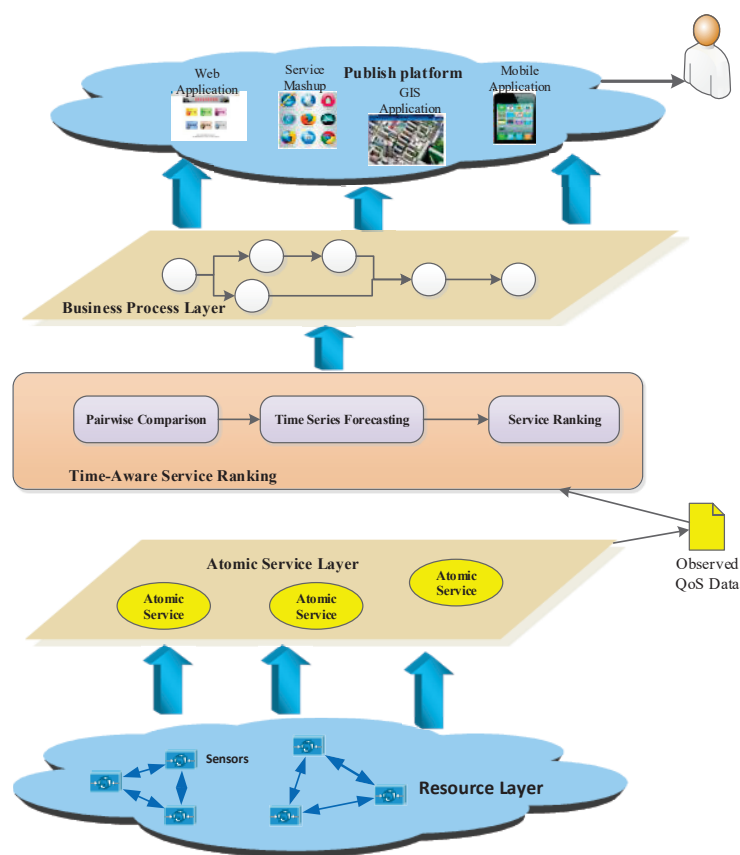 Web
Application
Service
Mashup
Publish platform
GIS
Application
Mobile
Application
Business Process Layer
Pairwise Comparison
Time Series Forecasting
Service Ranking
Time-Aware Service Ranking
Observed
QoS Data
Atomic Service Layer
Atomic
Service
Atomic
Service
Atomic
Service
Sensors
Resource Layer